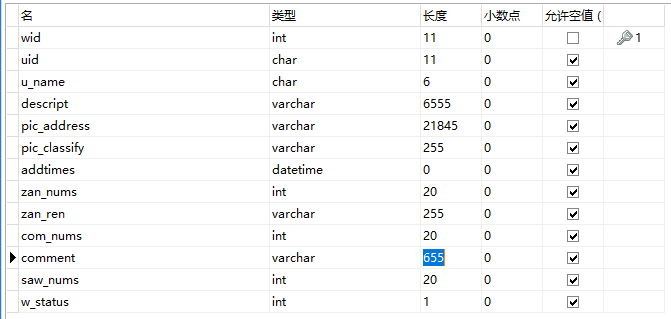 名 类型 长度 小数点 允许空值 (
wid int 11 0 1
uid char 11 0
u_name char 6 0
descript varchar 6555 0
pic_address varchar 21845 0
pic_classify varchar 255 0
addtimes datetime 0 0
zan_nums int 20 0
zan_ren varchar 255 0
com_nums int 20 0
comment varchar 655 0
saw_nums int 20 0
w_status int 1 0